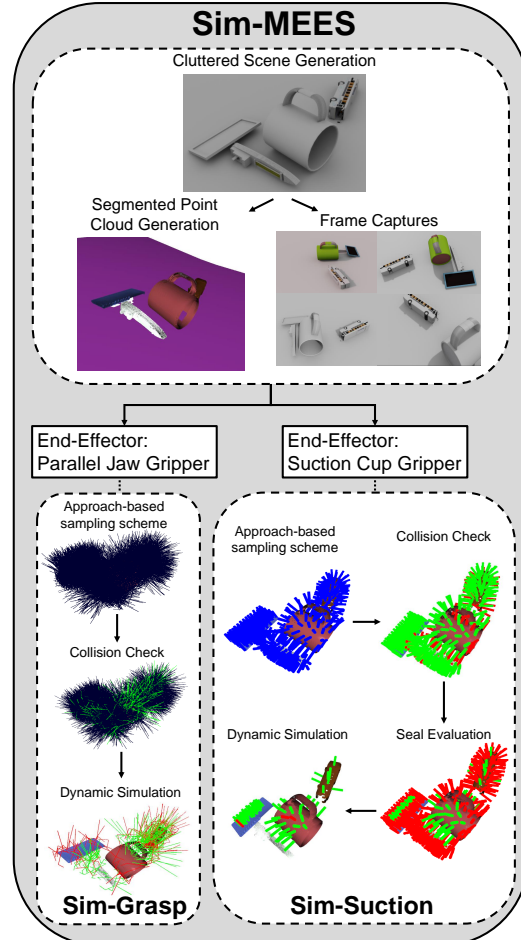 Sim-MEES
Cluttered Scene Generation
Segmented Point
Cloud Generation
Frame Captures
End-Effector:
Parallel Jaw Gripper
End-Effector:
Suction Cup Gripper
Approach-based
sampling scheme
Collision Check
Dynamic Simulation
Sim-Grasp
Approach-based
sampling scheme
Collision Check
Dynamic Simulation
Seal Evaluation
Sim-Suction